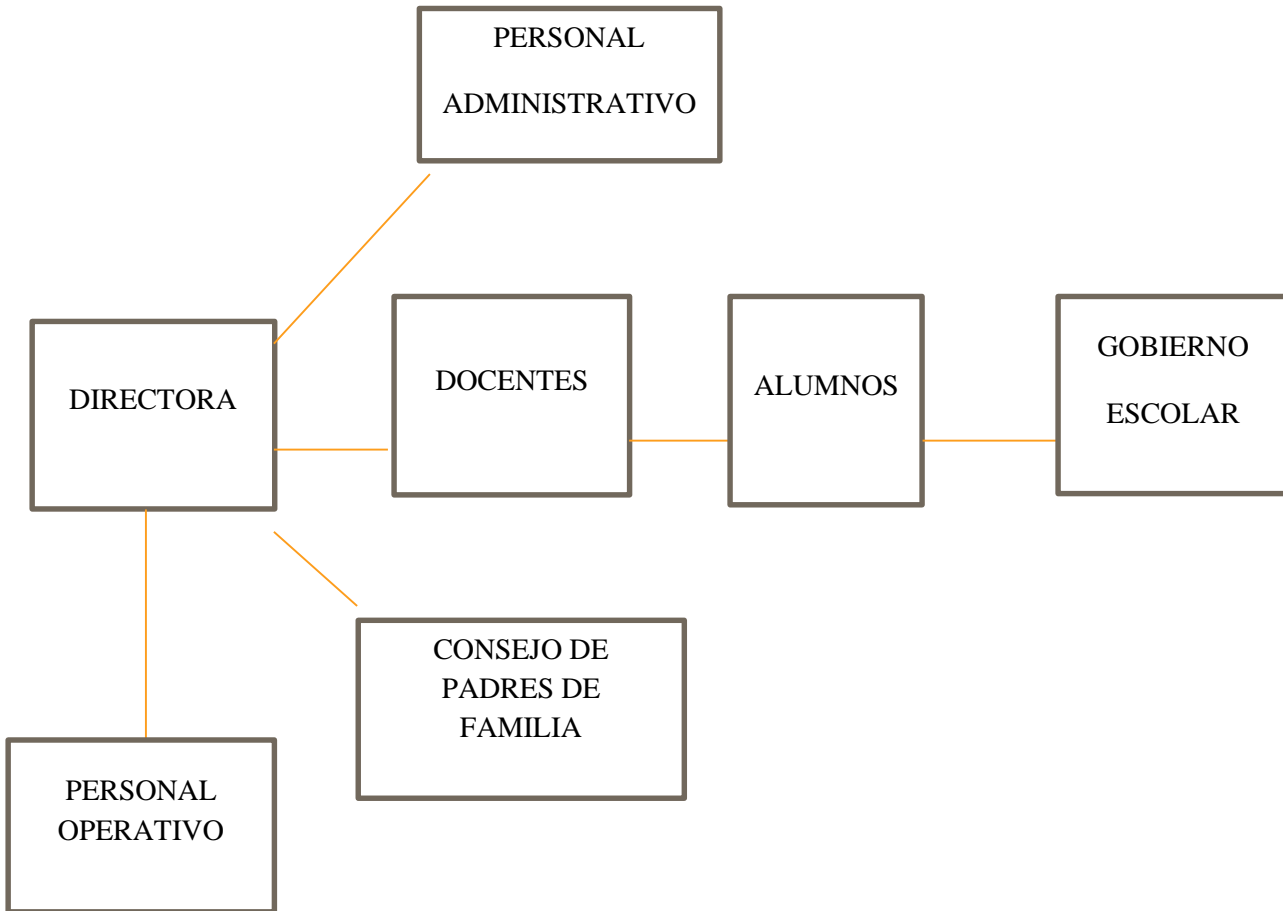 PERSONAL
ADMINISTRATIVO
DIRECTORA
DOCENTES
ALUMNOS
GOBIERNO
ESCOLAR
CONSEJO DE
PADRES DE
FAMILIA
PERSONAL
OPERATIVO